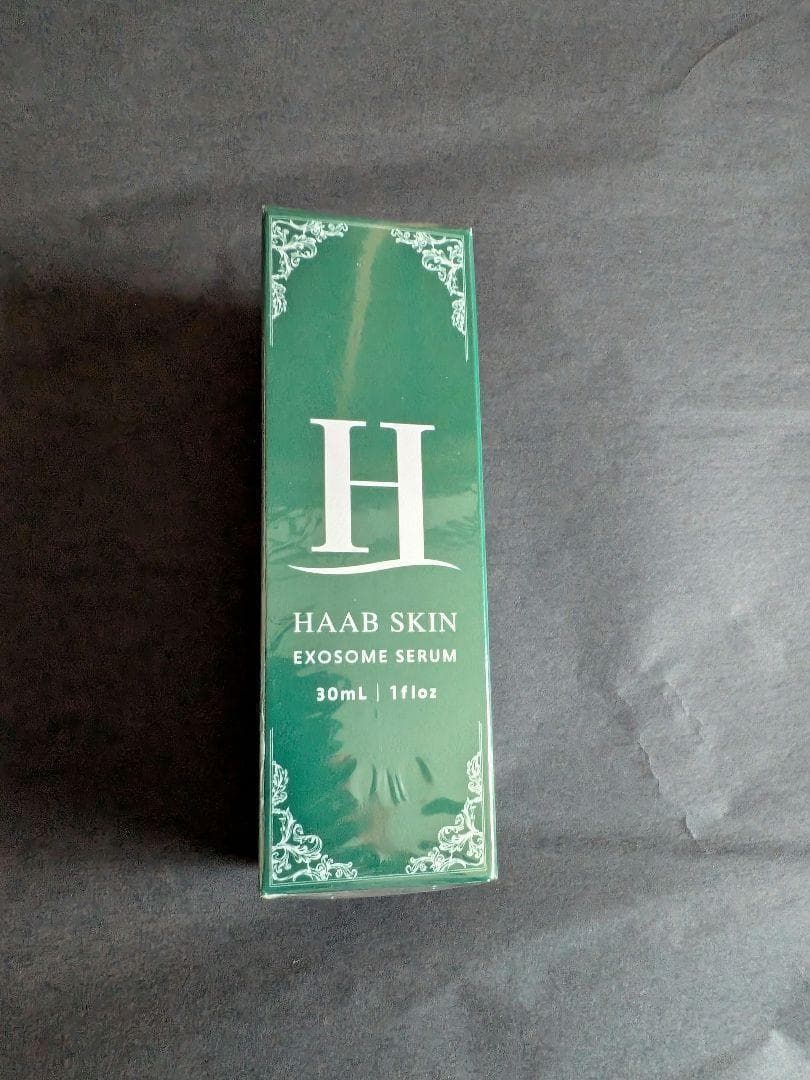 H
HAAB SKIN
EXOSOME SERUM
30mL | 1floz